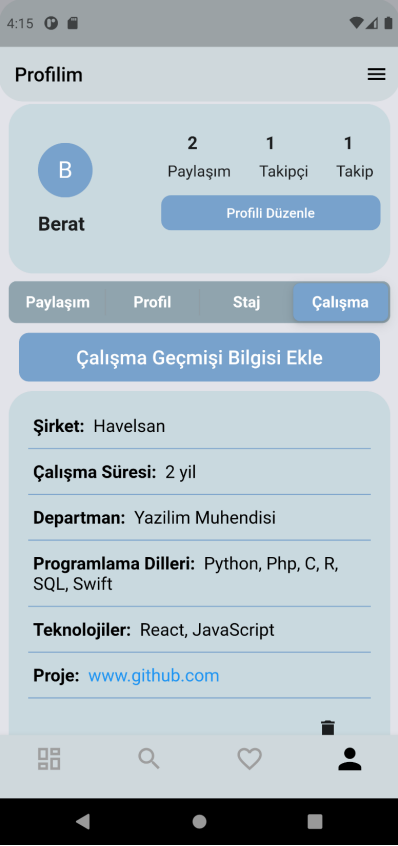 4:15
Profilim
B
Berat
2 1 1
Paylaşım Takipçi Takip
Profili Düzenle
Paylaşım Profil Staj Çalışma
Çalışma Geçmişi Bilgisi Ekle
Şirket: Havelsan
Çalışma Süresi: 2 yil
Departman: Yazilim Muhendisi
Programlama Dilleri: Python, Php, C, R,
SQL, Swift
Teknolojiler: React, JavaScript
Proje: www.github.com